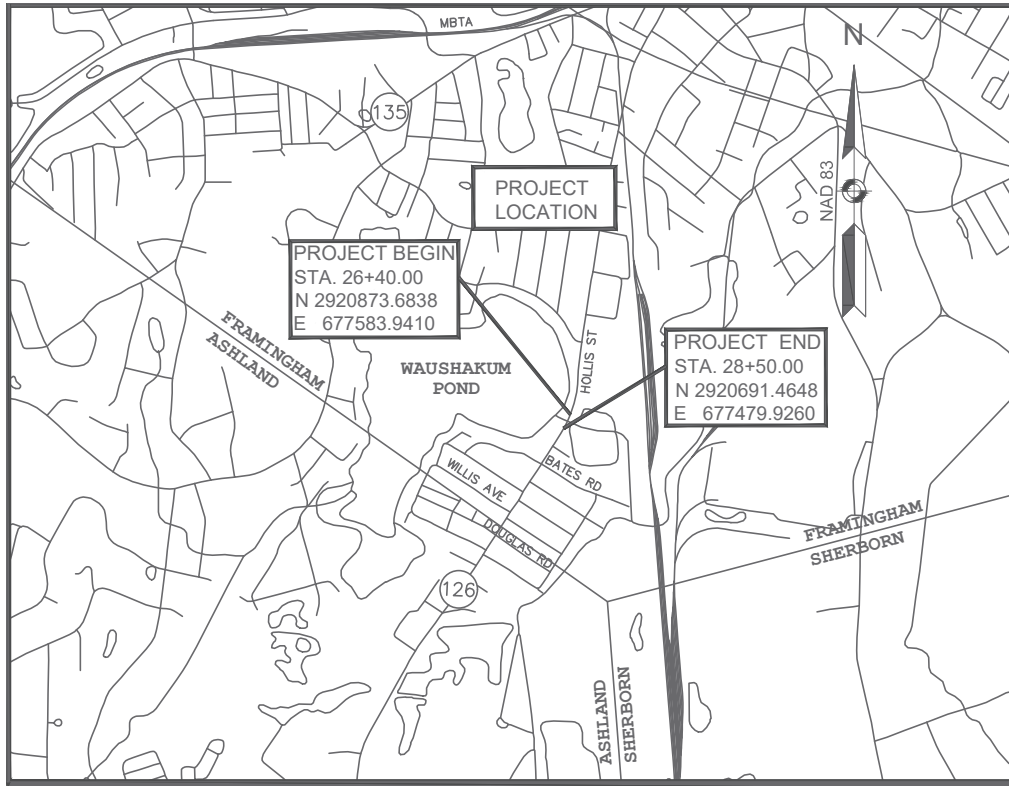 MBTA
N
135
NAD 83
PROJECT
LOCATION
PROJECT BEGIN
STA. 26+40.00
N 2920873.6838
E 677583.9410
FRAMINGHAM
ASHLAND
WAUSHAKUM
POND
HOLLIS ST
PROJECT END
STA. 28+50.00
N 2920691.4648
E 677479.9260
WILLIS AVE
BATES RD
DOUGLAS RD
FRAMINGHAM
SHERBORN
126
ASHLAND
SHERBORN